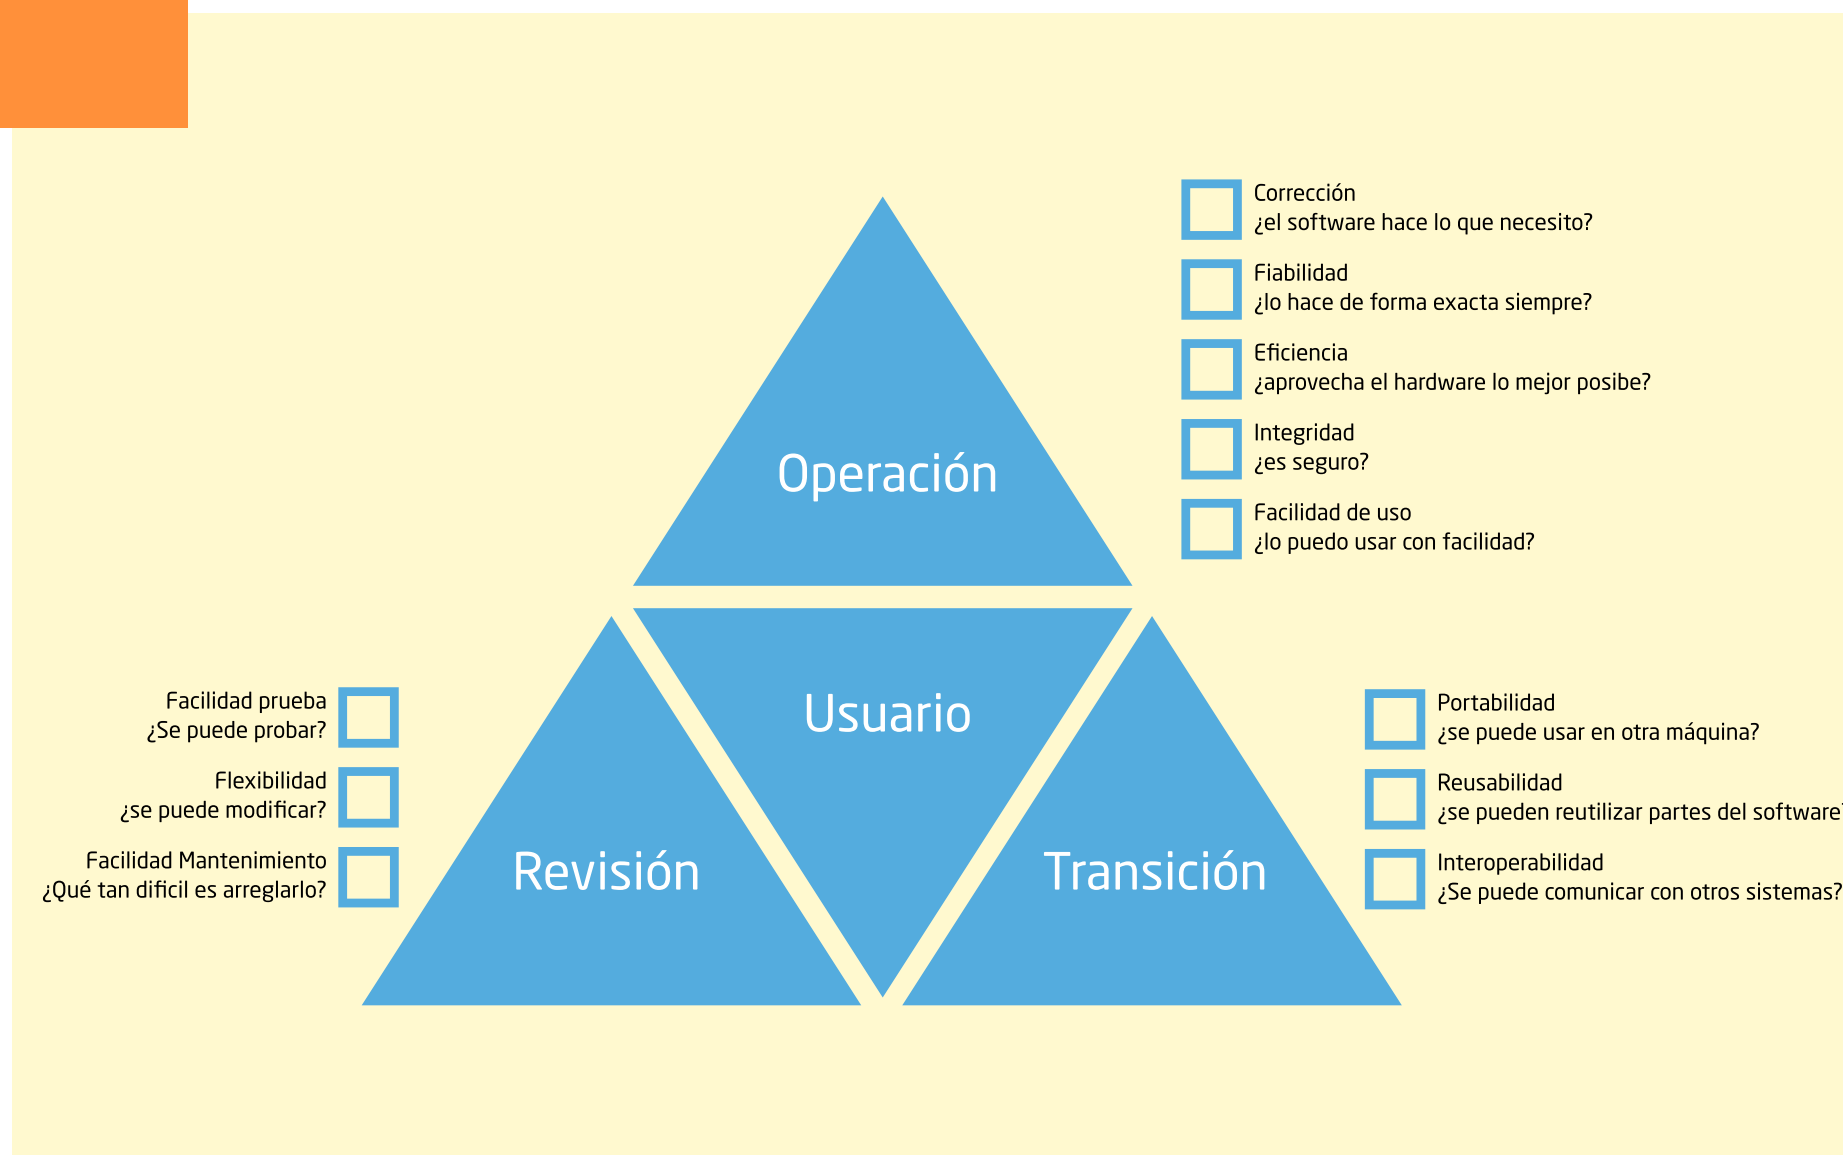 Corrección
¿el software hace lo que necesito?
Fiabilidad
¿lo hace de forma exacta siempre?
Eficiencia
¿aprovecha el hardware lo mejor posibe?
Integridad
¿es seguro?
Facilidad de uso
¿lo puedo usar con facilidad?
Operación
Usuario
Facilidad prueba
¿Se puede probar?
Flexibilidad
¿se puede modificar?
Facilidad Mantenimiento
¿Qué tan dificil es arreglarlo?
Revisión
Transición
Portabilidad
¿se puede usar en otra máquina?
Reusabilidad
¿se pueden reutilizar partes del software?
Interoperabilidad
¿Se puede comunicar con otros sistemas?